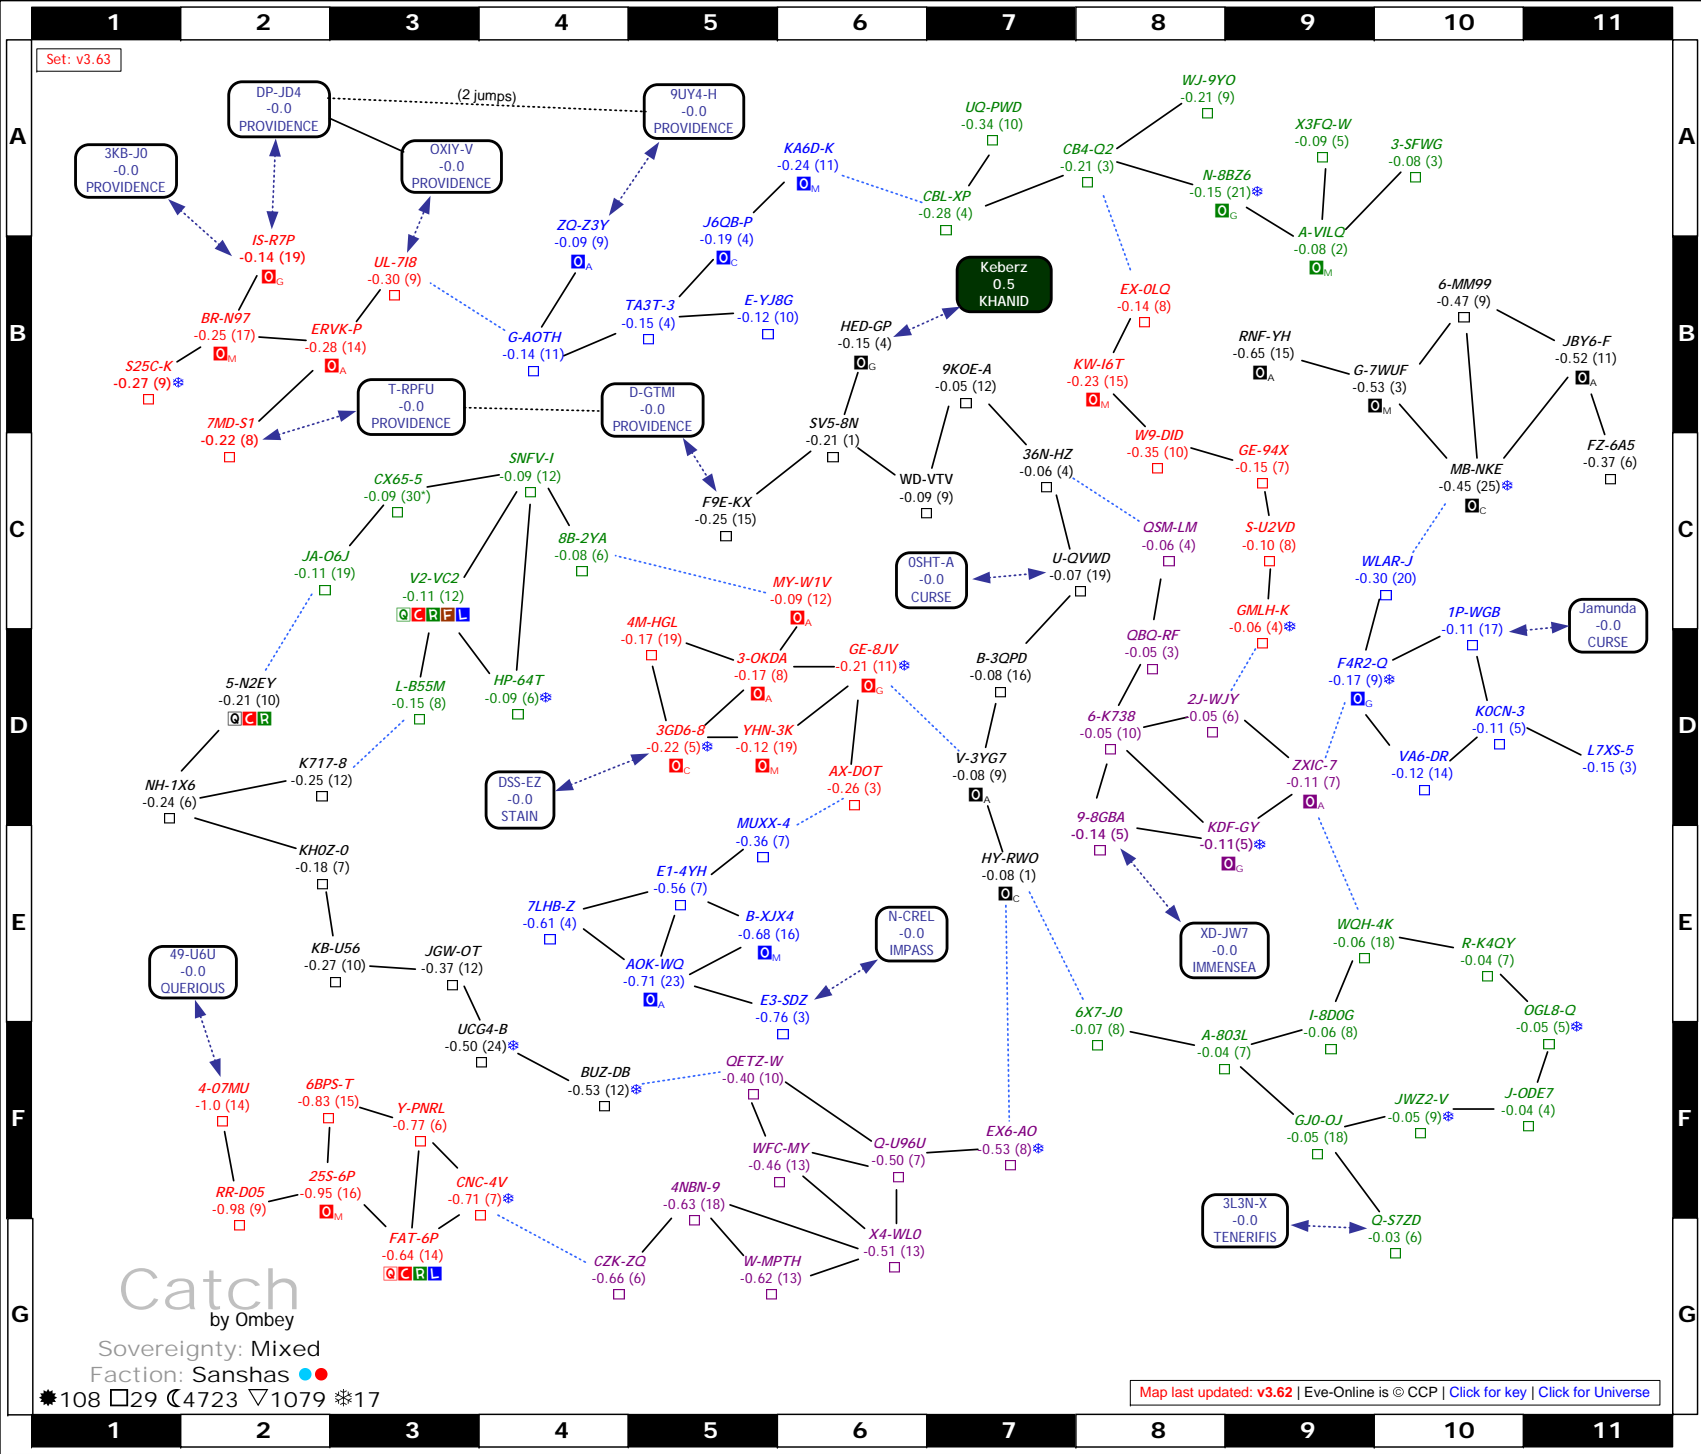 1 2 3 4 5 6 7 8 9 10 11
A
Set: v3.63
DP-JD4
-0.0
PROVIDENCE
(2 jumps)
9UY4-H
-0.0
PROVIDENCE
3KB-J0
-0.0
PROVIDENCE
OXIY-V
-0.0
PROVIDENCE
KA6D-K
-0.24 (11)
0M
UQ-PWD
-0.34 (10)
WJ-9YO
-0.21 (9)
CB4-Q2
-0.21 (3)
X3FQ-W
-0.09 (5)
3-SFWG
-0.08 (3)
N-8BZ6
-0.15 (21)
0G
CBL-XP
-0.28 (4)
A
IS-R7P
-0.14 (19)
0G
UL-7I8
-0.30 (9)
ZQ-Z3Y
-0.09 (9)
0A
J6QB-P
-0.19 (4)
0C
A-VILQ
-0.08 (2)
0M
Keberz
0.5
KHANID
B
BR-N97
-0.25 (17)
0M
ERVK-P
-0.28 (14)
0A
S25C-K
-0.27 (9)
G-AOTH
-0.14 (11)
TA3T-3
-0.15 (4)
E-YJ8G
-0.12 (10)
HED-GP
-0.15 (4)
0G
EX-0LQ
-0.14 (8)
6-MM99
-0.47 (9)
RNF-YH
-0.65 (15)
0A
G-7WUF
-0.53 (3)
0M
JBY6-F
-0.52 (11)
0A
B
9KOE-A
-0.05 (12)
KW-I6T
-0.23 (15)
0M
T-RPFU
-0.0
PROVIDENCE
D-GTMI
-0.0
PROVIDENCE
7MD-S1
-0.22 (8)
SV5-8N
-0.21 (1)
W9-DID
-0.35 (10)
GE-94X
-0.15 (7)
FZ-6A5
-0.37 (6)
C
SNFV-I
-0.09 (12)
CX65-5
-0.09 (30*)
F9E-KX
-0.25 (15)
WD-VTV
-0.09 (9)
36N-HZ
-0.06 (4)
MB-NKE
-0.45 (25)
0C
C
JA-O6J
-0.11 (19)
8B-2YA
-0.08 (6)
QSM-LM
-0.06 (4)
S-U2VD
-0.10 (8)
V2-VC2
-0.11 (12)
Q C R F L
MY-W1V
-0.09 (12)
0A
0SHT-A
-0.0
CURSE
U-QVWD
-0.07 (19)
WLAR-J
-0.30 (20)
GMLH-K
-0.06 (4)
1P-WGB
-0.11 (17)
Jamunda
-0.0
CURSE
D
5-N2EY
-0.21 (10)
Q C R
L-B55M
-0.15 (8)
HP-64T
-0.09 (6)
4M-HGL
-0.17 (19)
3-OKDA
-0.17 (8)
0A
GE-8JV
-0.21 (11)
0G
B-3QPD
-0.08 (16)
QBQ-RF
-0.05 (3)
F4R2-Q
-0.17 (9)
0G
D
3GD6-8
-0.22 (5)
0C
YHN-3K
-0.12 (19)
0M
6-K738
-0.05 (10)
2J-WJY
0.05 (6)
K0CN-3
-0.11 (5)
NH-1X6
-0.24 (6)
K717-8
-0.25 (12)
DSS-EZ
-0.0
STAIN
AX-DOT
-0.26 (3)
V-3YG7
-0.08 (9)
0A
ZXIC-7
-0.11 (7)
0A
VA6-DR
-0.12 (14)
L7XS-5
-0.15 (3)
KH0Z-0
-0.18 (7)
MUXX-4
-0.36 (7)
9-8GBA
-0.14 (5)
KDF-GY
-0.11(5)
0G
HY-RWO
-0.08 (1)
0C
E
E1-4YH
-0.56 (7)
7LHB-Z
-0.61 (4)
B-XJX4
-0.68 (16)
0M
N-CREL
-0.0
IMPASS
XD-JW7
-0.0
IMMENSEA
WQH-4K
-0.06 (18)
R-K4QY
-0.04 (7)
E
49-U6U
-0.0
QUERIOUS
KB-U56
-0.27 (10)
JGW-OT
-0.37 (12)
AOK-WQ
-0.71 (23)
0A
E3-SDZ
-0.76 (3)
6X7-J0
-0.07 (8)
I-8D0G
-0.06 (8)
OGL8-Q
-0.05 (5)
UCG4-B
-0.50 (24)
A-803L
-0.04 (7)
F
4-07MU
-1.0 (14)
6BPS-T
-0.83 (15)
Y-PNRL
-0.77 (6)
BUZ-DB
-0.53 (12)
QETZ-W
-0.40 (10)
J-ODE7
-0.04 (4)
JWZ2-V
-0.05 (9)
GJ0-OJ
-0.05 (18)
F
RR-D05
-0.98 (9)
25S-6P
-0.95 (16)
0M
CNC-4V
-0.71 (7)
WFC-MY
-0.46 (13)
Q-U96U
-0.50 (7)
EX6-AO
-0.53 (8)
4NBN-9
-0.63 (18)
3L3N-X
-0.0
TENERIFIS
Q-S7ZD
-0.03 (6)
FAT-6P
-0.64 (14)
Q C R L
CZK-ZQ
-0.66 (6)
W-MPTH
-0.62 (13)
X4-WL0
-0.51 (13)
G
Catch
by Ombey
Sovereignty: Mixed
Faction: Sanshas
108 29 4723 1079 17
G
Map last updated: v3.62 | Eve-Online is © CCP | Click for key | Click for Universe
1 2 3 4 5 6 7 8 9 10 11